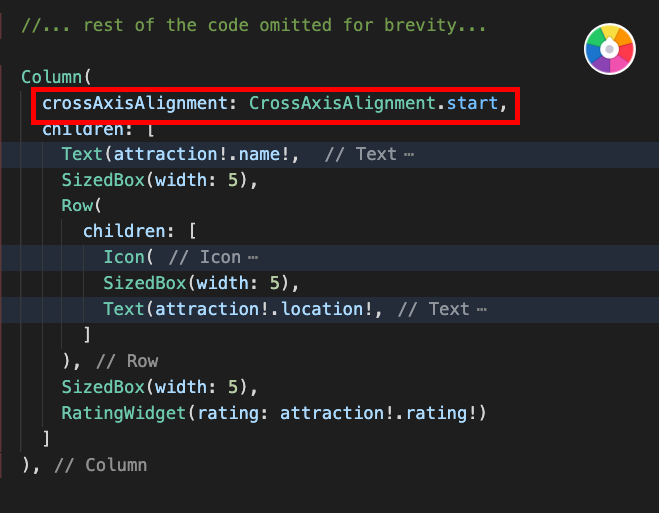 //... rest of the code omitted for brevity...
Column(
crossAxisAlignment: CrossAxisAlignment.start,
children: [
Text(attraction!.name!, // Text ⋯
SizedBox(width: 5),
Row(
children: [
Icon( // Icon ⋯
SizedBox(width: 5),
Text(attraction!.location!, // Text ⋯
]
), // Row
SizedBox(width: 5),
RatingWidget(rating: attraction!.rating!)
]
), // Column